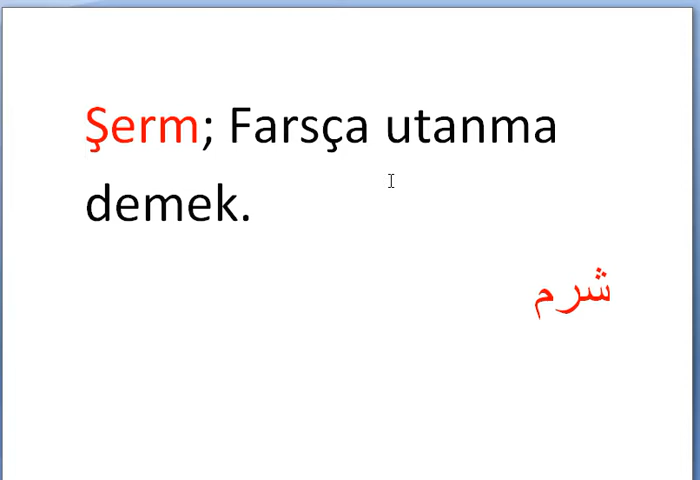 Şerm; Farsça utanma
demek.
شرم